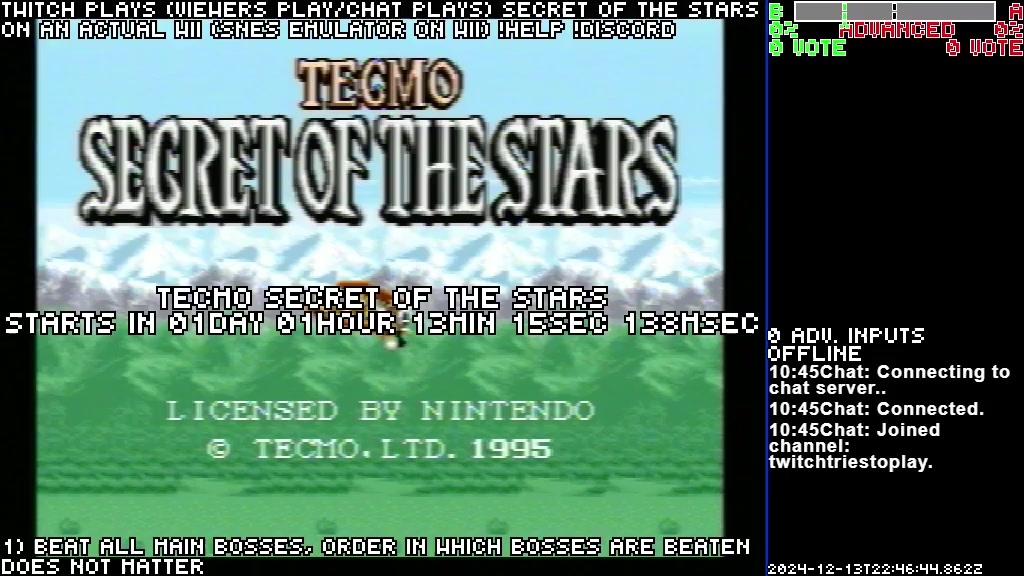 TWITCH PLAYS (VIEWERS PLAY/CHAT PLAYS) SECRET OF THE STARS
ON AN ACTUAL WII (SNES EMULATOR ON WII) !HELP !DISCORD
TECMO
SECRET OF THE STARS
TECMO SECRET OF THE STARS
STARTS IN 01DAY 01HOUR 13MIN 15SEC 138MSEC
LICENSED BY NINTENDO
© TECMO,LTD. 1995
1) BEAT ALL MAIN BOSSES, ORDER IN WHICH BOSSES ARE BEATEN
DOES NOT MATTER
B A
0% ADVANCED 0%
0 VOTE 0 VOTE
0 ADV. INPUTS
OFFLINE
10:45Chat: Connecting to
chat server..
10:45Chat: Connected.
10:45Chat: Joined
channel:
twitchtriestoplay.
2024-12-13T22:46:44.862Z